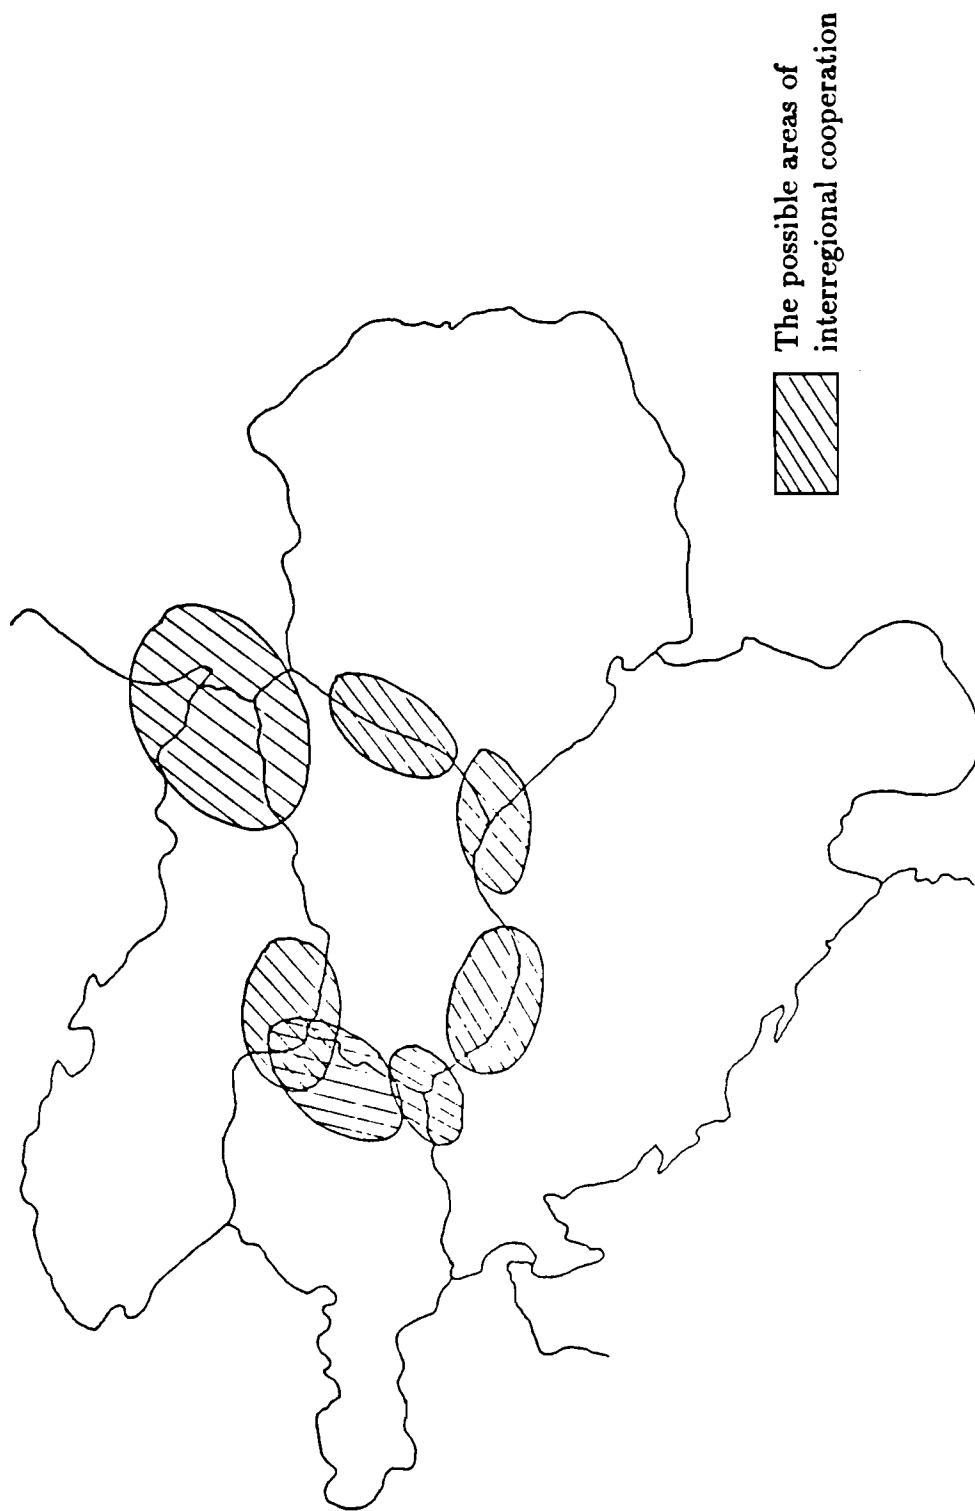 The possible areas of
interregional cooperation